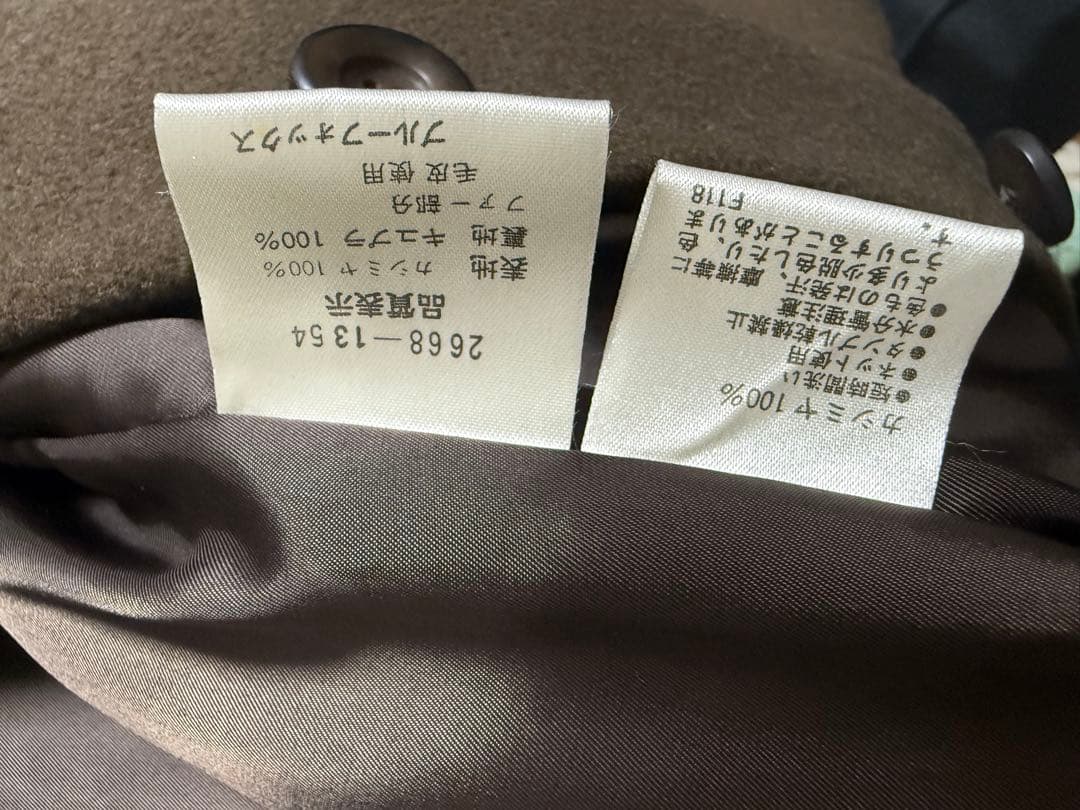 2668-1354
品質表示
表地 カシミヤ100%
裏地 キュプラ 100%
ファー部分
毛皮使用
ブルーフォックス
カシミヤ100%
●短時間洗い
●ネット使用
●タンブル乾燥禁止
●水分管理注意
●色ものは発汗、摩擦等に
より多少脱色したり、色
うつりすることがありま
す。 F118